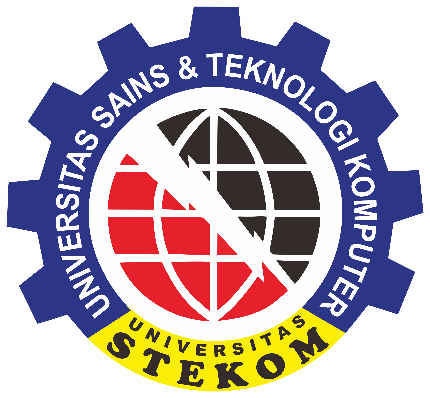 UNIVERSITAS SAINS & TEKNOLOGI KOMPUTER
UNIVERSITAS
STEKOM